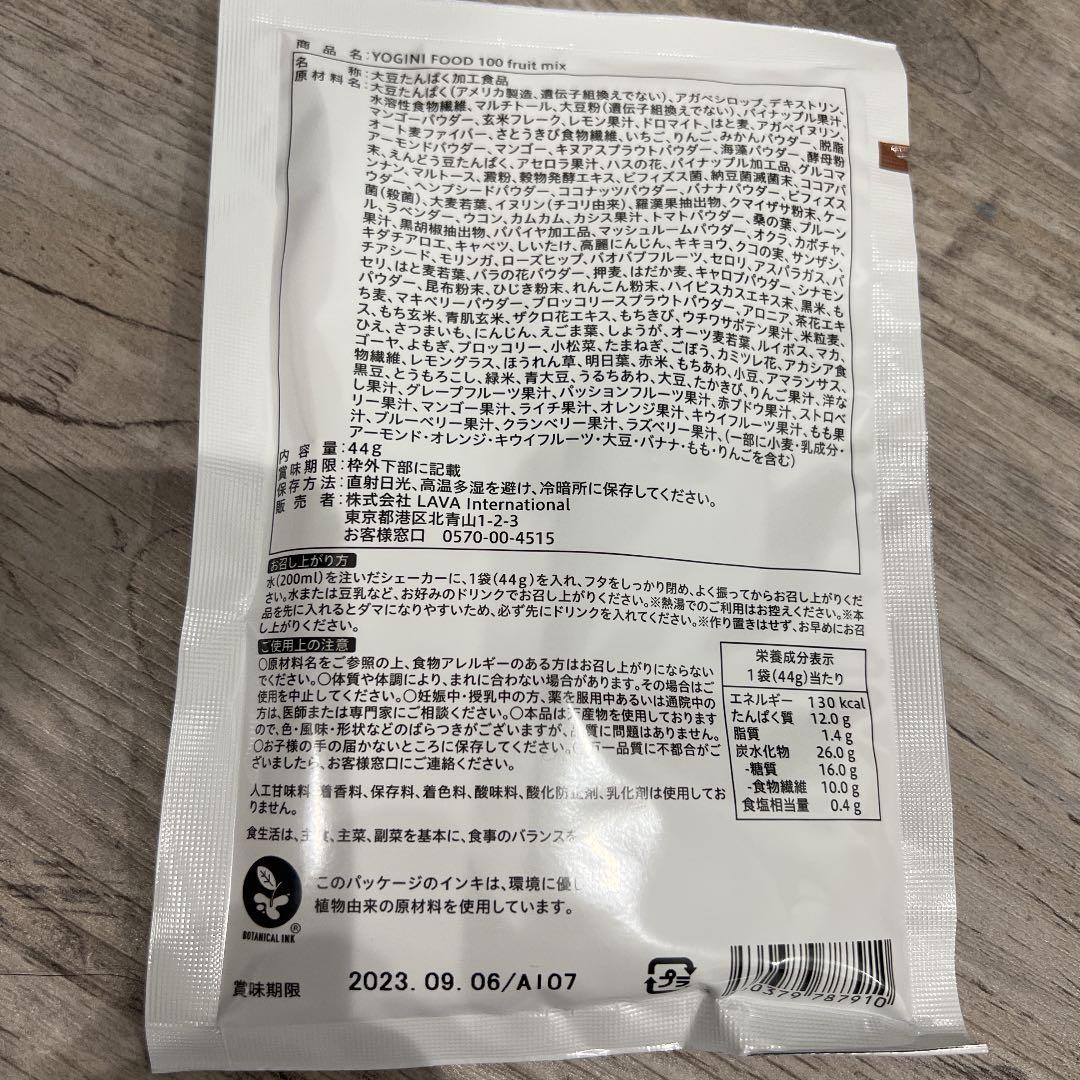 商品名:YOGINI FOOD 100 fruit mix
名称:大豆たんぱく加工食品
原材料名:大豆たんぱく(アメリカ製造、遺伝子組換えでない)、アガベシロップ、デキストリン、
水溶性食物繊維、マルチトール、大豆粉(遺伝子組換えでない)、パイナップル果汁、
マンゴーパウダー、玄米フレーク、レモン果汁、ドロマイト、はと麦、アガベイヌリン、
オート麦ファイバー、さとうきび食物繊維、いちご、りんご、みかんパウダー、脱脂
アーモンドパウダー、マンゴー、キヌアスプラウトパウダー、海藻パウダー、酵母粉
末、えんどう豆たんぱく、アセロラ果汁、ハスの花、パイナップル加工品、グルコマ
ンナン、マルトース、澱粉、穀物発酵エキス、ビフィズス菌、納豆菌滅菌末、ココアパ
ウダー、ヘンプシードパウダー、ココナッツパウダー、バナナパウダー、ビフィズス
菌(殺菌)、大麦若葉、イヌリン(チコリ由来)、羅漢果抽出物、クマイザサ粉末、ケー
ル、ラベンダー、ウコン、カムカム、カシス果汁、トマトパウダー、桑の葉、プルーン
果汁、黒胡椒抽出物、パパイヤ加工品、マッシュルームパウダー、オクラ、カボチャ、
キダチアロエ、キャベツ、しいたけ、高麗にんじん、キキョウ、クコの実、サンザシ、
チアシード、モリンガ、ローズヒップ、バオバブフルーツ、セロリ、アスパラガス、パ
セリ、はと麦若葉、バラの花パウダー、押麦、はだか麦、キャロブパウダー、シナモン
パウダー、昆布粉末、ひじき粉末、れんこん粉末、ハイビスカスエキス末、黒米、も
ち麦、マキベリーパウダー、ブロッコリースプラウトパウダー、アロニア、茶花エキ
ス、もち玄米、青肌玄米、ザクロ花エキス、もちきび、ウチワサボテン果汁、米粒麦、
ひえ、さつまいも、にんじん、えごま葉、しょうが、オーツ麦若葉、ルイボス、マカ、
ゴーヤ、よもぎ、ブロッコリー、小松菜、たまねぎ、ごぼう、カミツレ花、アカシア食
物繊維、レモングラス、ほうれん草、明日葉、赤米、もちあわ、小豆、アマランサス、
黒豆、とうもろこし、緑米、青大豆、うるちあわ、大豆、たかきび、りんご果汁、洋な
し果汁、グレープフルーツ果汁、パッションフルーツ果汁、赤ブドウ果汁、ストロベ
リー果汁、マンゴー果汁、ライチ果汁、オレンジ果汁、キウイフルーツ果汁、もも果
汁、ブルーベリー果汁、クランベリー果汁、ラズベリー果汁、(一部に小麦・乳成分・
アーモンド・オレンジ・キウイフルーツ・大豆・バナナ・もも・りんごを含む)
内容量:44g
賞味期限:枠外下部に記載
保存方法:直射日光、高温多湿を避け、冷暗所に保存してください。
販売者:株式会社 LAVA International
東京都港区北青山1-2-3
お客様窓口 0570-00-4515
お召し上がり方
水(200ml)を注いだシェーカーに、1袋(44g)を入れ、フタをしっかり閉め、よく振ってからお召し上がりくだ
さい。水または豆乳など、お好みのドリンクでお召し上がりください。※熱湯でのご利用はお控えください。※本
品を先に入れるとダマになりやすいため、必ず先にドリンクを入れてください。※作り置きはせず、お早めにお召
し上がりください。
ご使用上の注意
○原材料名をご参照の上、食物アレルギーのある方はお召し上がりにならない
でください。○体質や体調により、まれに合わない場合があります。その場合はご
使用を中止してください。○妊娠中・授乳中の方、薬を服用中あるいは通院中の
方は、医師または専門家にご相談ください。○本品は天産物を使用しております
ので、色・風味・形状などのばらつきがございますが、品質に問題はありません。
○お子様の手の届かないところに保存してください。○万一品質に不都合がご
ざいましたら、お客様窓口にご連絡ください。
人工甘味料、着香料、保存料、着色料、酸味料、酸化防止剤、乳化剤は使用してお
りません。
食生活は、主食、主菜、副菜を基本に、食事のバランスを
栄養成分表示
1袋(44g)当たり
エネルギー 130 kcal
たんぱく質 12.0 g
脂質 1.4 g
炭水化物 26.0 g
-糖質 16.0 g
-食物繊維 10.0 g
食塩相当量 0.4 g
BOTANICAL INK ®
このパッケージのインキは、環境に優し
植物由来の原材料を使用しています。
賞味期限 2023.09.06/AI07
プラ
0379 787910